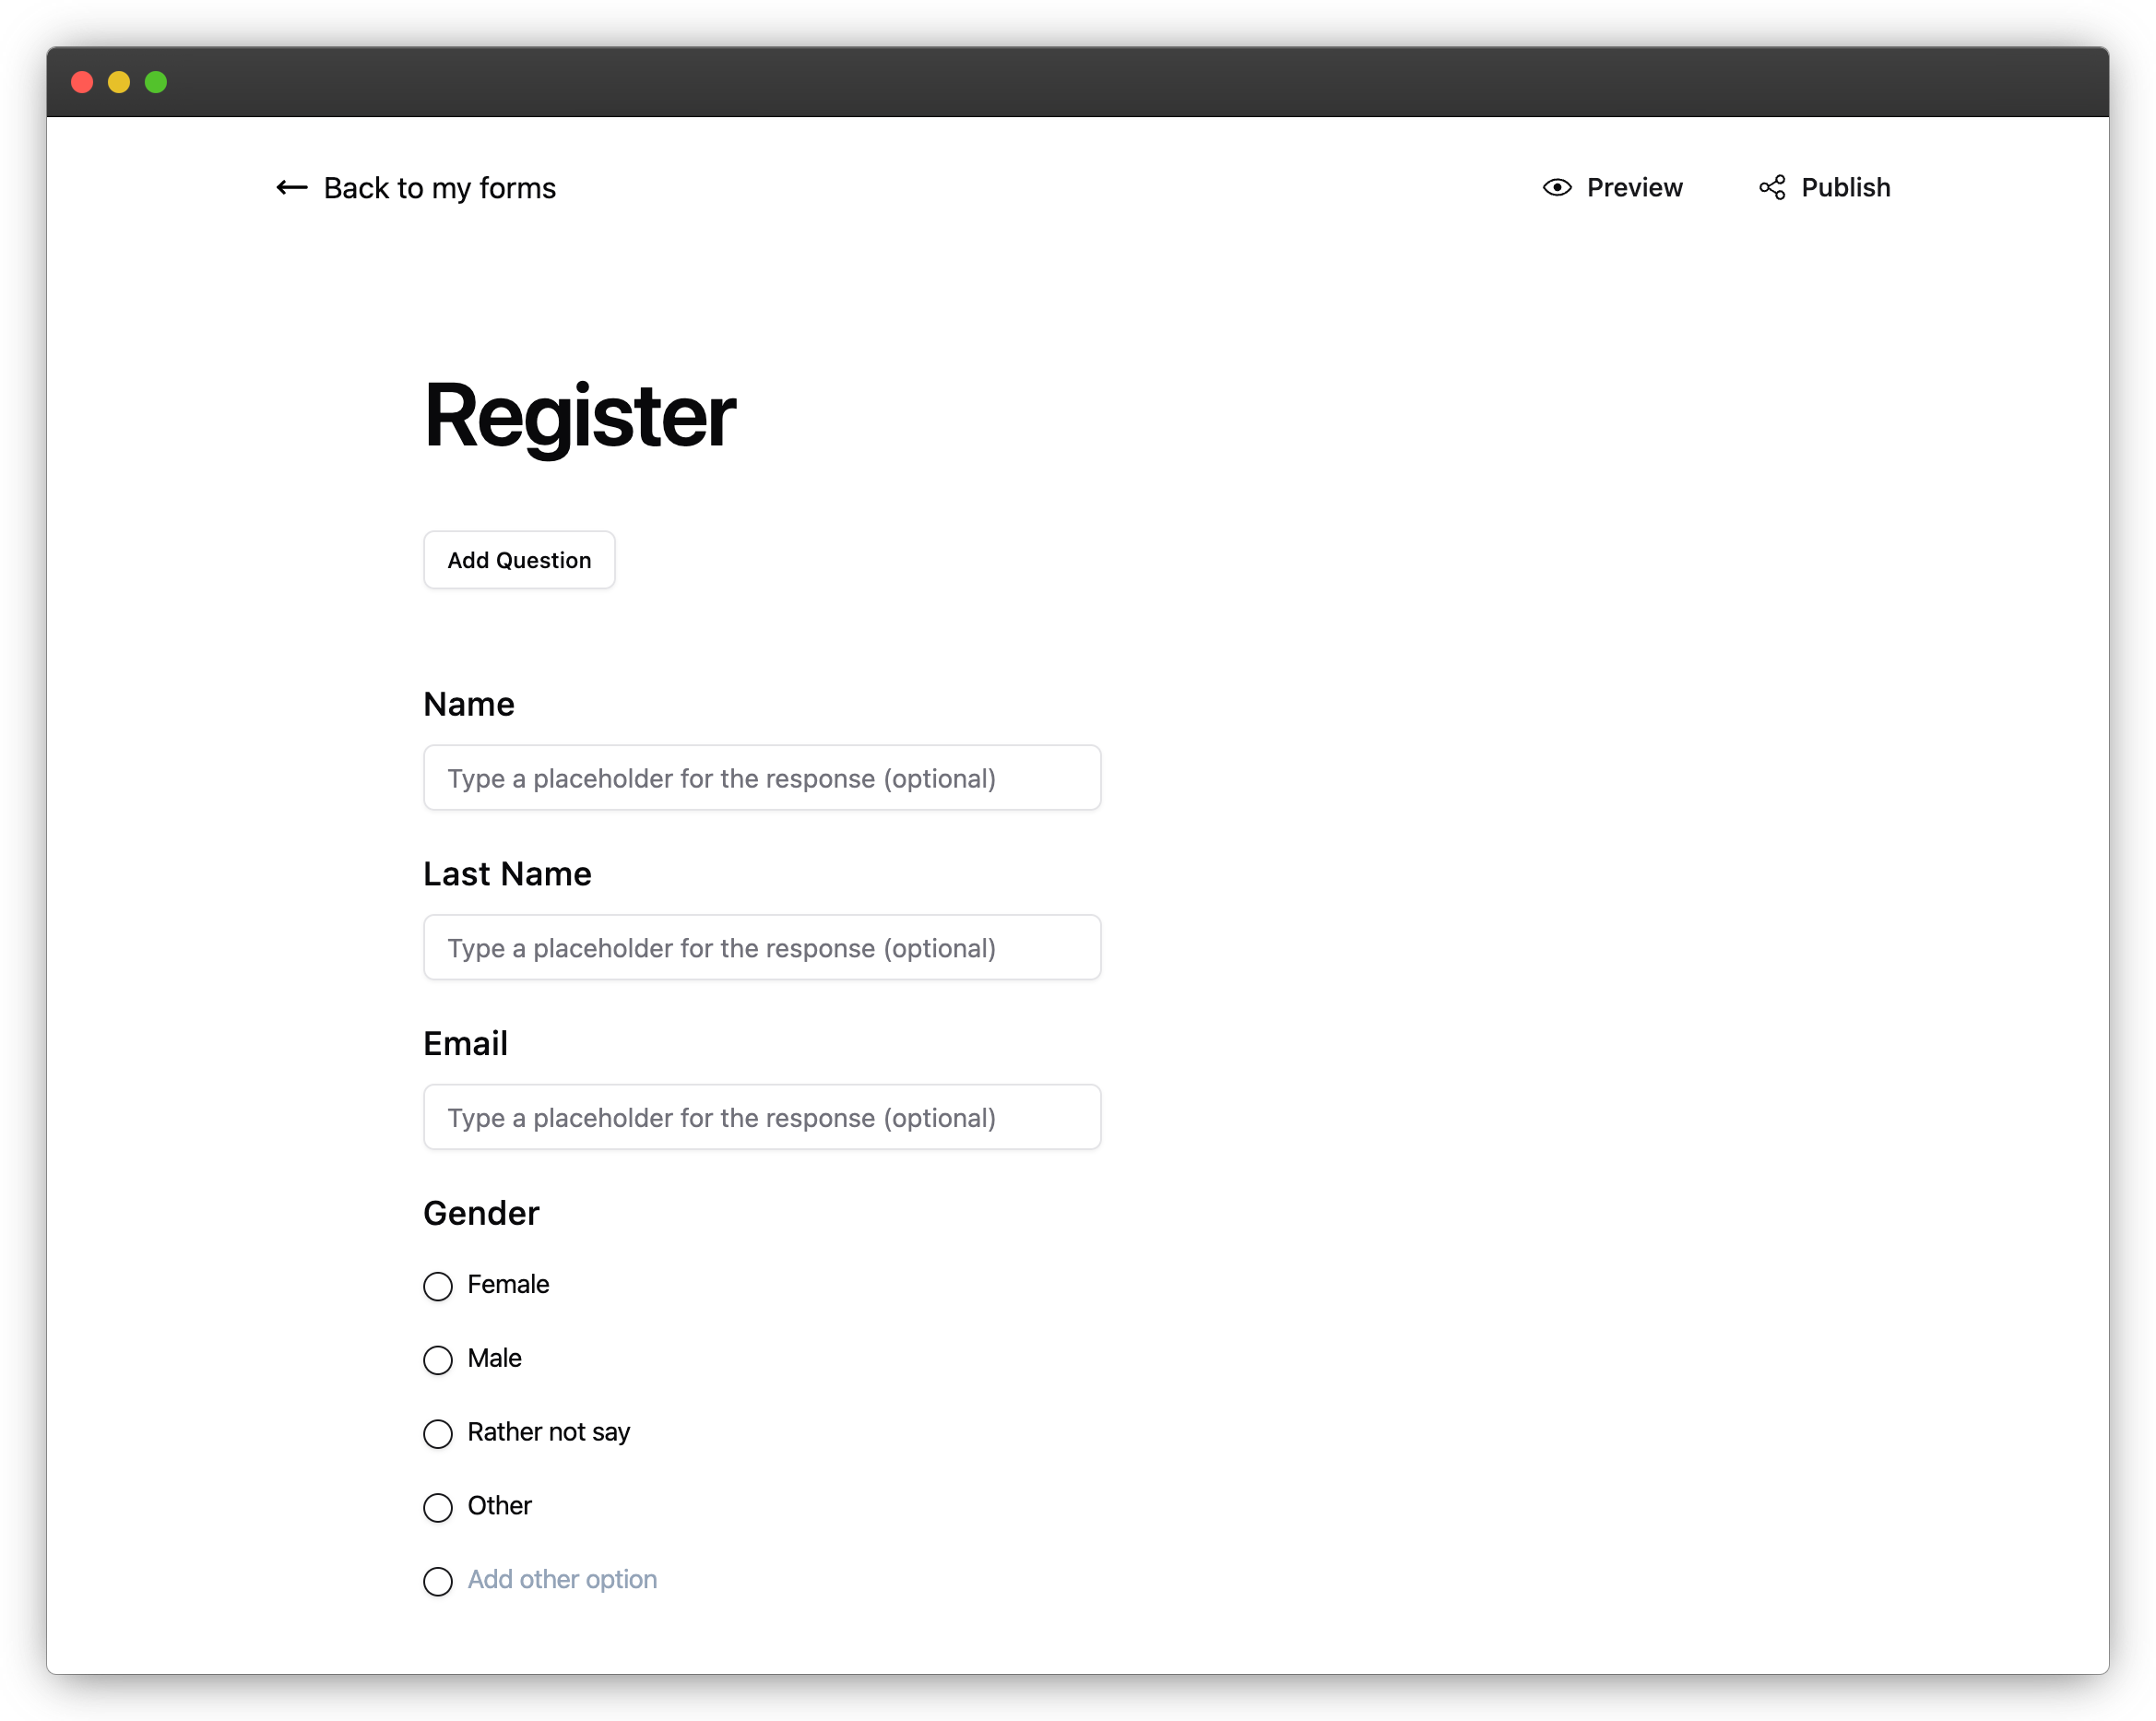 Back to my forms
Preview
Publish
Register
Add Question
Name
Type a placeholder for the response (optional)
Last Name
Type a placeholder for the response (optional)
Email
Type a placeholder for the response (optional)
Gender
Female
Male
Rather not say
Other
Add other option